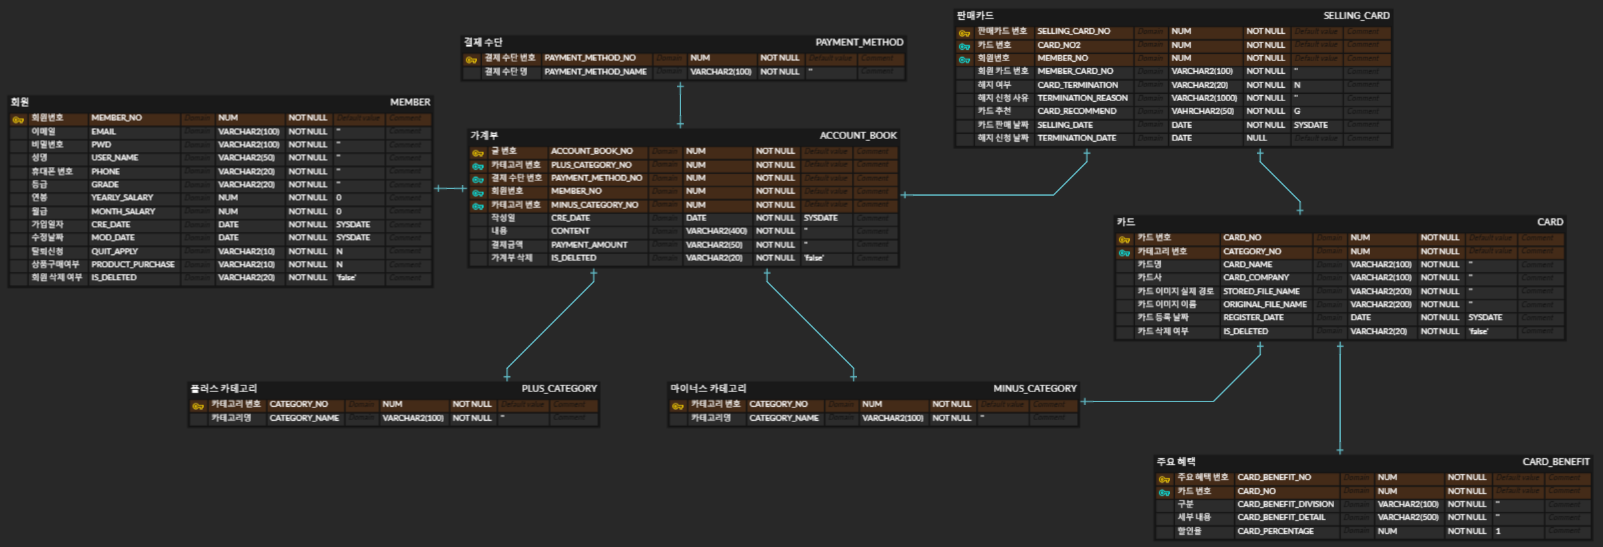 결제 수단 PAYMENT_METHOD
결제 수단 번호 PAYMENT_METHOD_NO Domain NUM NOT NULL Default value Comment
결제 수단 명 PAYMENT_METHOD_NAME Domain VARCHAR2(100) NOT NULL '' Comment
판매카드 SELLING_CARD
판매카드 번호 SELLING_CARD_NO Domain NUM NOT NULL Default value Comment
카드 번호 CARD_NO2 Domain NUM NOT NULL Default value Comment
회원번호 MEMBER_NO Domain NUM NOT NULL Default value Comment
회원 카드 번호 MEMBER_CARD_NO Domain VARCHAR2(100) NOT NULL '' Comment
해지 여부 CARD_TERMINATION Domain VARCHAR2(20) NOT NULL N Comment
해지 신청 사유 TERMINATION_REASON Domain VARCHAR2(1000) NOT NULL '' Comment
카드 추천 CARD_RECOMMEND Domain VAHRCHAR2(50) NOT NULL G Comment
카드 판매 날짜 SELLING_DATE Domain DATE NOT NULL SYSDATE Comment
해지 신청 날짜 TERMINATION_DATE Domain DATE NULL Comment
회원 MEMBER
회원번호 MEMBER_NO Domain NUM NOT NULL Default value Comment
이메일 EMAIL Domain VARCHAR2(100) NOT NULL '' Comment
비밀번호 PWD Domain VARCHAR2(100) NOT NULL '' Comment
성명 USER_NAME Domain VARCHAR2(50) NOT NULL '' Comment
휴대폰 번호 PHONE Domain VARCHAR2(20) NOT NULL '' Comment
등급 GRADE Domain VARCHAR2(20) NOT NULL '' Comment
연봉 YEARLY_SALARY Domain NUM NOT NULL 0 Comment
월급 MONTH_SALARY Domain NUM NOT NULL 0 Comment
가입일자 CRE_DATE Domain DATE NOT NULL SYSDATE Comment
수정날짜 MOD_DATE Domain DATE NOT NULL SYSDATE Comment
탈퇴신청 QUIT_APPLY Domain VARCHAR2(10) NOT NULL N Comment
상품구매여부 PRODUCT_PURCHASE Domain VARCHAR2(10) NOT NULL N Comment
회원 삭제 여부 IS_DELETED Domain VARCHAR2(20) NOT NULL 'false' Comment
가계부 ACCOUNT_BOOK
글 번호 ACCOUNT_BOOK_NO Domain NUM NOT NULL Default value Comment
카테고리 번호 PLUS_CATEGORY_NO Domain NUM NOT NULL Default value Comment
결제 수단 번호 PAYMENT_METHOD_NO Domain NUM NOT NULL Default value Comment
회원번호 MEMBER_NO Domain NUM NOT NULL Default value Comment
카테고리 번호 MINUS_CATEGORY_NO Domain NUM NOT NULL Default value Comment
작성일 CRE_DATE Domain DATE NOT NULL SYSDATE Comment
내용 CONTENT Domain VARCHAR2(400) NOT NULL '' Comment
결제금액 PAYMENT_AMOUNT Domain VARCHAR2(50) NOT NULL '' Comment
가계부 삭제 IS_DELETED Domain VARCHAR2(20) NOT NULL 'false' Comment
카드 CARD
카드 번호 CARD_NO Domain NUM NOT NULL Default value Comment
카테고리 번호 CATEGORY_NO Domain NUM NOT NULL Default value Comment
카드명 CARD_NAME Domain VARCHAR2(100) NOT NULL '' Comment
카드사 CARD_COMPANY Domain VARCHAR2(100) NOT NULL '' Comment
카드 이미지 실제 경로 STORED_FILE_NAME Domain VARCHAR2(200) NOT NULL '' Comment
카드 이미지 이름 ORIGINAL_FILE_NAME Domain VARCHAR2(200) NOT NULL '' Comment
카드 등록 날짜 REGISTER_DATE Domain DATE NOT NULL SYSDATE Comment
카드 삭제 여부 IS_DELETED Domain VARCHAR2(20) NOT NULL 'false' Comment
플러스 카테고리 PLUS_CATEGORY
카테고리 번호 CATEGORY_NO Domain NUM NOT NULL Default value Comment
카테고리명 CATEGORY_NAME Domain VARCHAR2(100) NOT NULL '' Comment
마이너스 카테고리 MINUS_CATEGORY
카테고리 번호 CATEGORY_NO Domain NUM NOT NULL Default value Comment
카테고리명 CATEGORY_NAME Domain VARCHAR2(100) NOT NULL '' Comment
주요 혜택 CARD_BENEFIT
주요 혜택 번호 CARD_BENEFIT_NO Domain NUM NOT NULL Default value Comment
카드 번호 CARD_NO Domain NUM NOT NULL Default value Comment
구분 CARD_BENEFIT_DIVISION Domain VARCHAR2(100) NOT NULL '' Comment
세부 내용 CARD_BENEFIT_DETAIL Domain VARCHAR2(500) NOT NULL '' Comment
할인율 CARD_PERCENTAGE Domain NUM NOT NULL 1 Comment